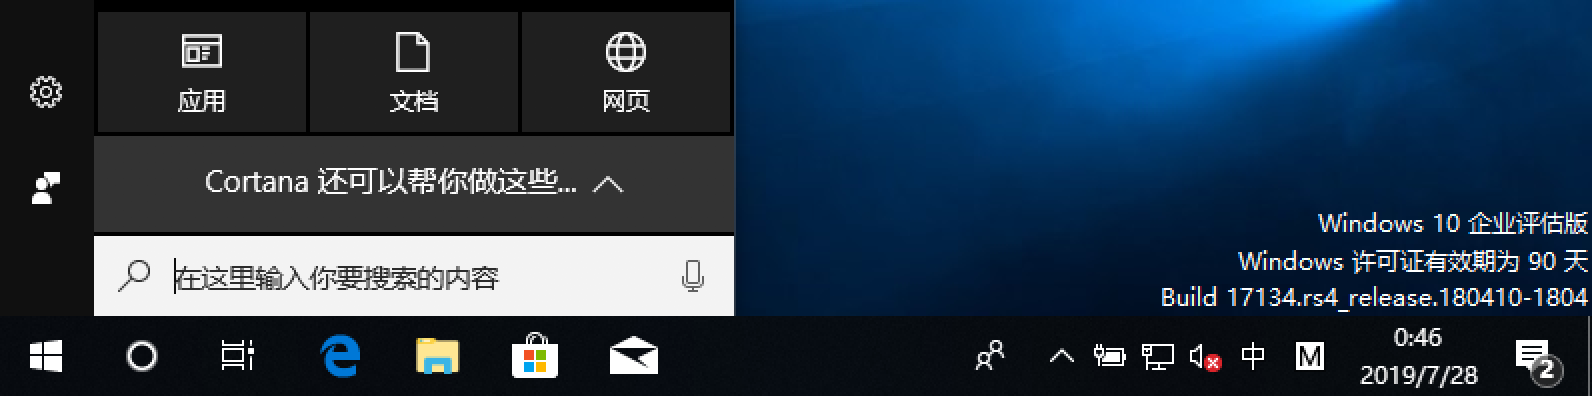 应用
文档
网页
Cortana 还可以帮你做这些...
在这里输入你要搜索的内容
Windows 10 企业评估版
Windows 许可证有效期为 90 天
Build 17134.rs4_release.180410-1804
中
M
0:46
2019/7/28
2